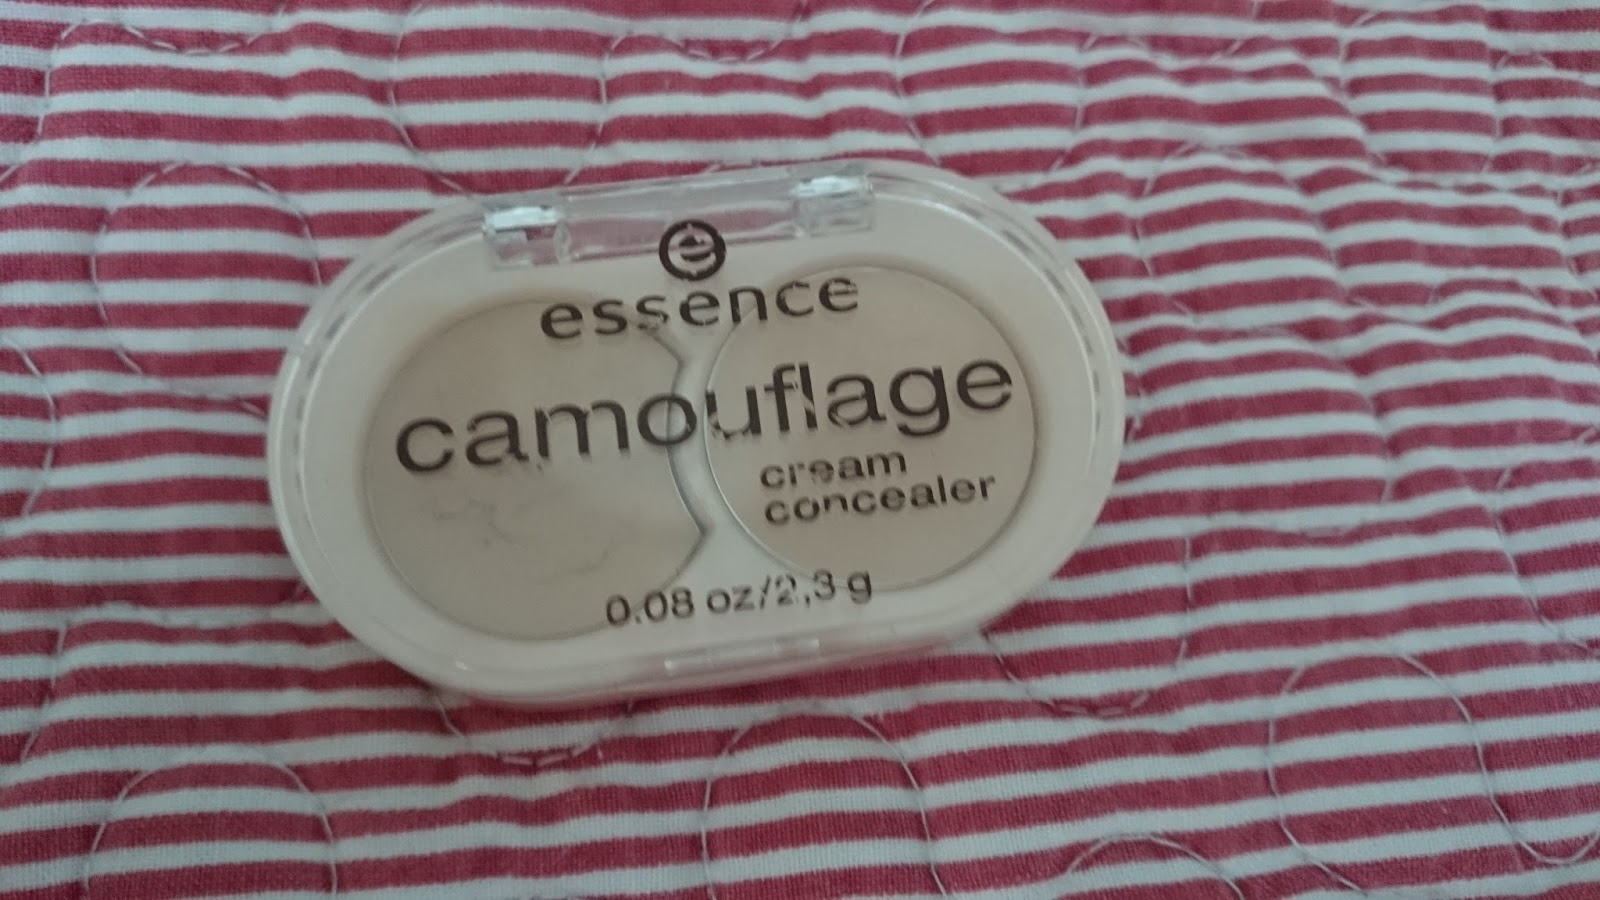 e
essence
camouflage
cream
concealer
0.08 oz/2,3 g